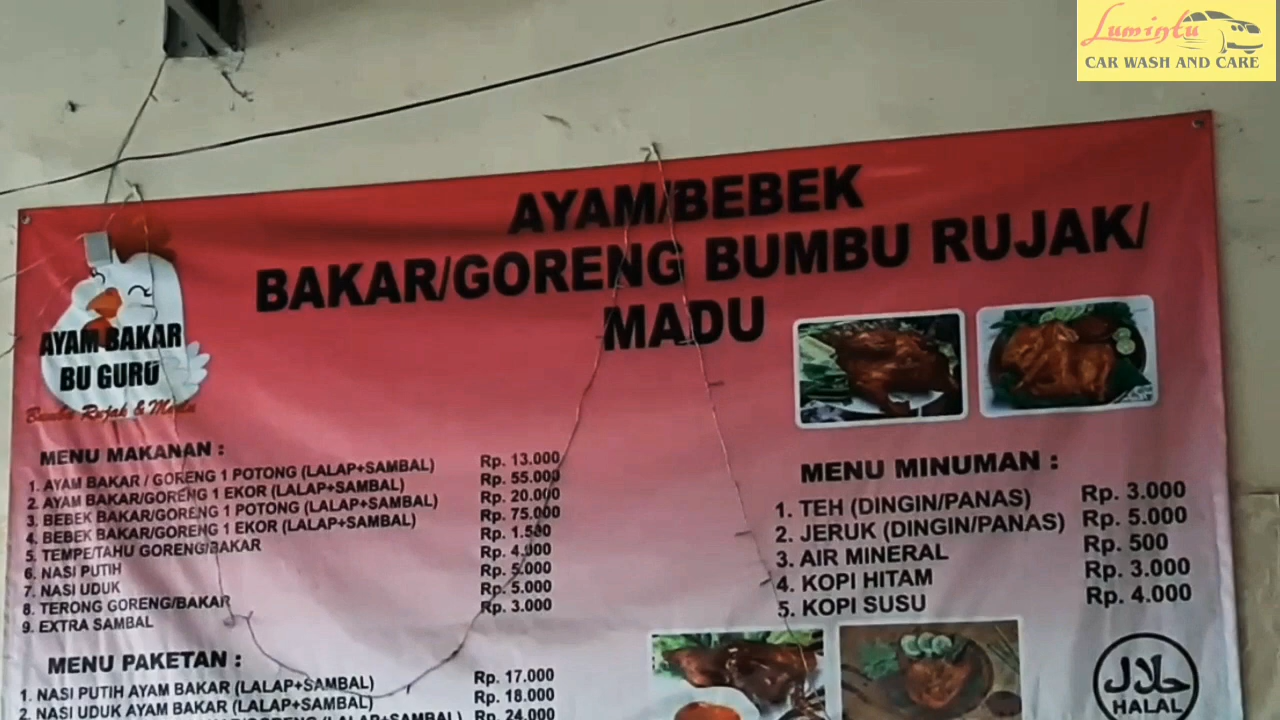 Lumintu
CAR WASH AND CARE
AYAM/BEBEK
BAKAR/GORENG BUMBU RUJAK/
MADU
AYAM BAKAR
BU GURU
Bumbu Rujak & Madu
MENU MAKANAN :
1. AYAM BAKAR / GORENG 1 POTONG (LALAP+SAMBAL) Rp. 13.000
2. AYAM BAKAR/GORENG 1 EKOR (LALAP+SAMBAL) Rp. 55.000
3. BEBEK BAKAR/GORENG 1 POTONG (LALAP+SAMBAL) Rp. 20.000
4. BEBEK BAKAR/GORENG 1 EKOR (LALAP+SAMBAL) Rp. 75.000
5. TEMPE/TAHU GORENG/BAKAR Rp. 1.500
6. NASI PUTIH Rp. 4.000
7. NASI UDUK Rp. 5.000
8. TERONG GORENG/BAKAR Rp. 5.000
9. EXTRA SAMBAL Rp. 3.000
MENU MINUMAN :
1. TEH (DINGIN/PANAS) Rp. 3.000
2. JERUK (DINGIN/PANAS) Rp. 5.000
3. AIR MINERAL Rp. 500
4. KOPI HITAM Rp. 3.000
5. KOPI SUSU Rp. 4.000
MENU PAKETAN :
1. NASI PUTIH AYAM BAKAR (LALAP+SAMBAL) Rp. 17.000
2. NASI UDUK AYAM BAKAR (LALAP+SAMBAL) Rp. 18.000
(LALAP+SAMBAL) Rp. 24.000
حلال
HALAL